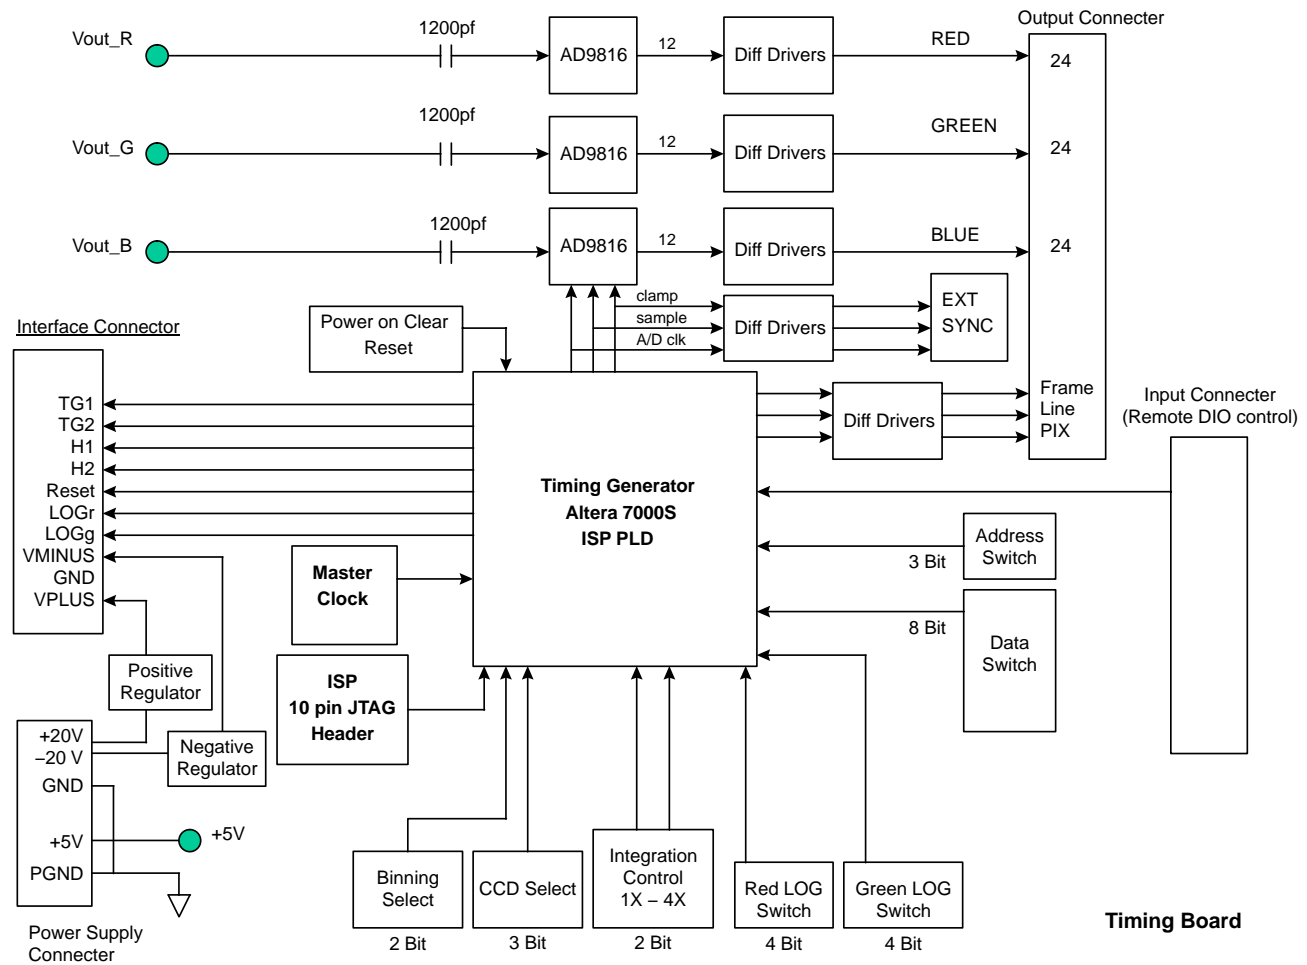 Output Connecter
Vout_R
1200pf
AD9816
12
Diff Drivers
RED
24
Vout_G
1200pf
AD9816
12
Diff Drivers
GREEN
24
Vout_B
1200pf
AD9816
12
Diff Drivers
BLUE
24
clamp
sample
A/D clk
Diff Drivers
EXT
SYNC
Power on Clear
Reset
Interface Connector
TG1
TG2
H1
H2
Reset
LOGr
LOGg
VMINUS
GND
VPLUS
Timing Generator
Altera 7000S
ISP PLD
Diff Drivers
Frame
Line
PIX
Input Connecter
(Remote DIO control)
Address
Switch
3 Bit
Data
Switch
8 Bit
Master
Clock
ISP
10 pin JTAG
Header
Positive
Regulator
Negative
Regulator
+20V
–20 V
GND
+5V
PGND
+5V
Power Supply
Connecter
Binning
Select
2 Bit
CCD Select
3 Bit
Integration
Control
1X – 4X
2 Bit
Red LOG
Switch
4 Bit
Green LOG
Switch
4 Bit
Timing Board